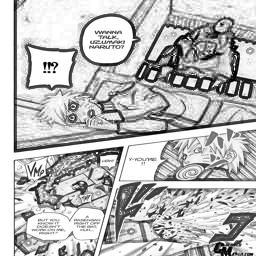 WANNA
TALK,
UZUMAKI
NARUTO?
!!?
Y-YOU'RE
!!
A
RASENGAN
RIGHT OFF
THE BAT,
HUH...
BUT YOU
KNOW IT
DOESN'T
WORK ON ME,
RIGHT?